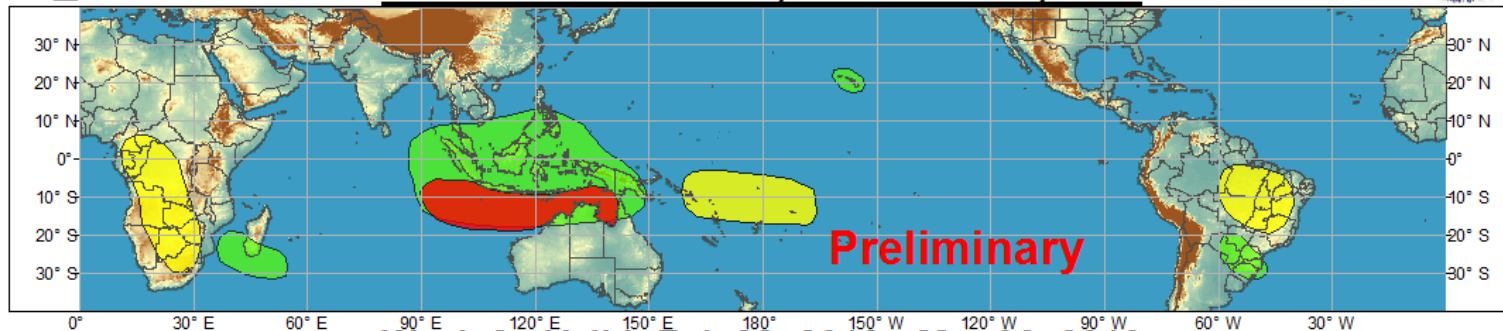 30° N 30° N
20° N 20° N
10° N 10° N
0° 0°
10° S 10° S
20° S 20° S
Preliminary
30° S 30° S
0° 30° E 60° E 90° E 120° E 150° E 180° 150° W 120° W 90° W 60° W 30° W